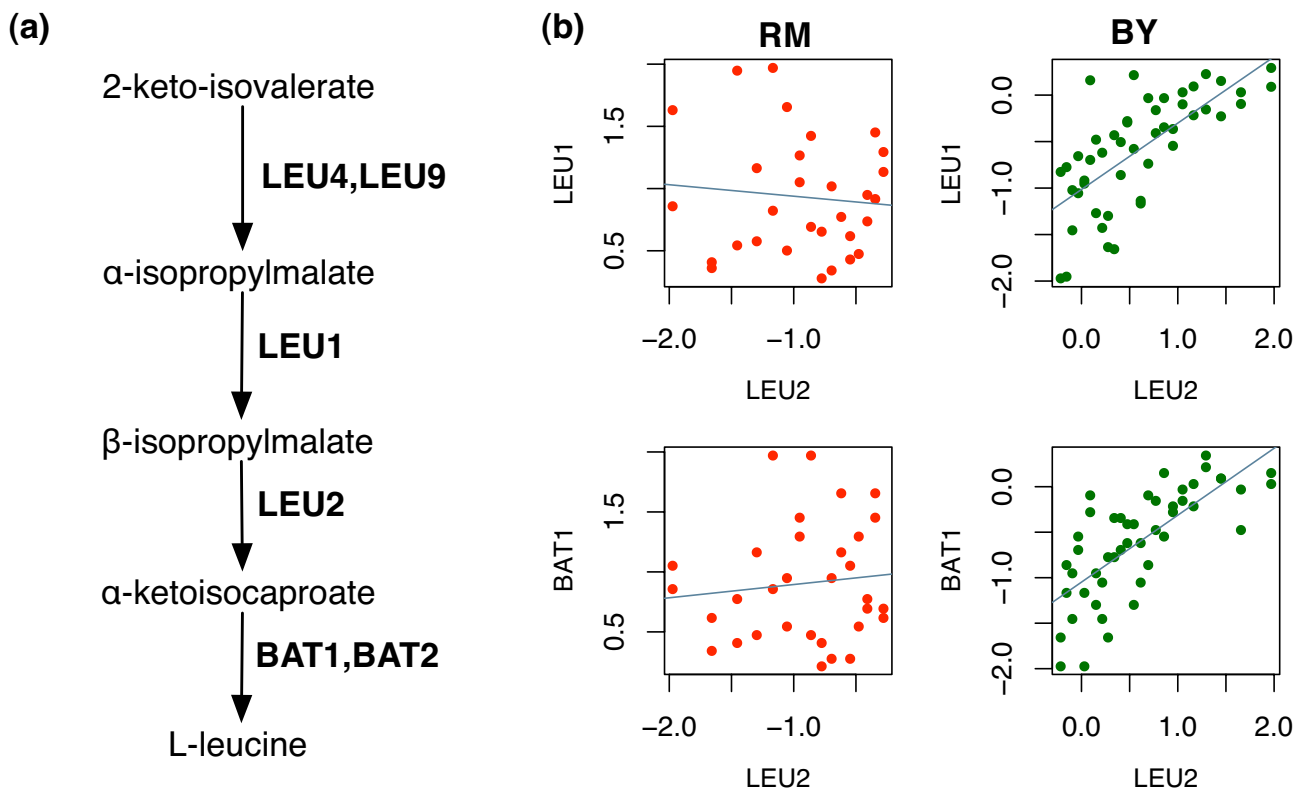 (a)
2-keto-isovalerate
LEU4,LEU9
α-isopropylmalate
LEU1
β-isopropylmalate
LEU2
α-ketoisocaproate
BAT1,BAT2
L-leucine
(b)
RM
LEU1
1.5
0.5
−2.0 −1.0
LEU2
BY
LEU1
0.0
−1.0
−2.0
0.0 1.0 2.0
LEU2
BAT1
1.5
0.5
−2.0 −1.0
LEU2
BAT1
0.0
−1.0
−2.0
0.0 1.0 2.0
LEU2